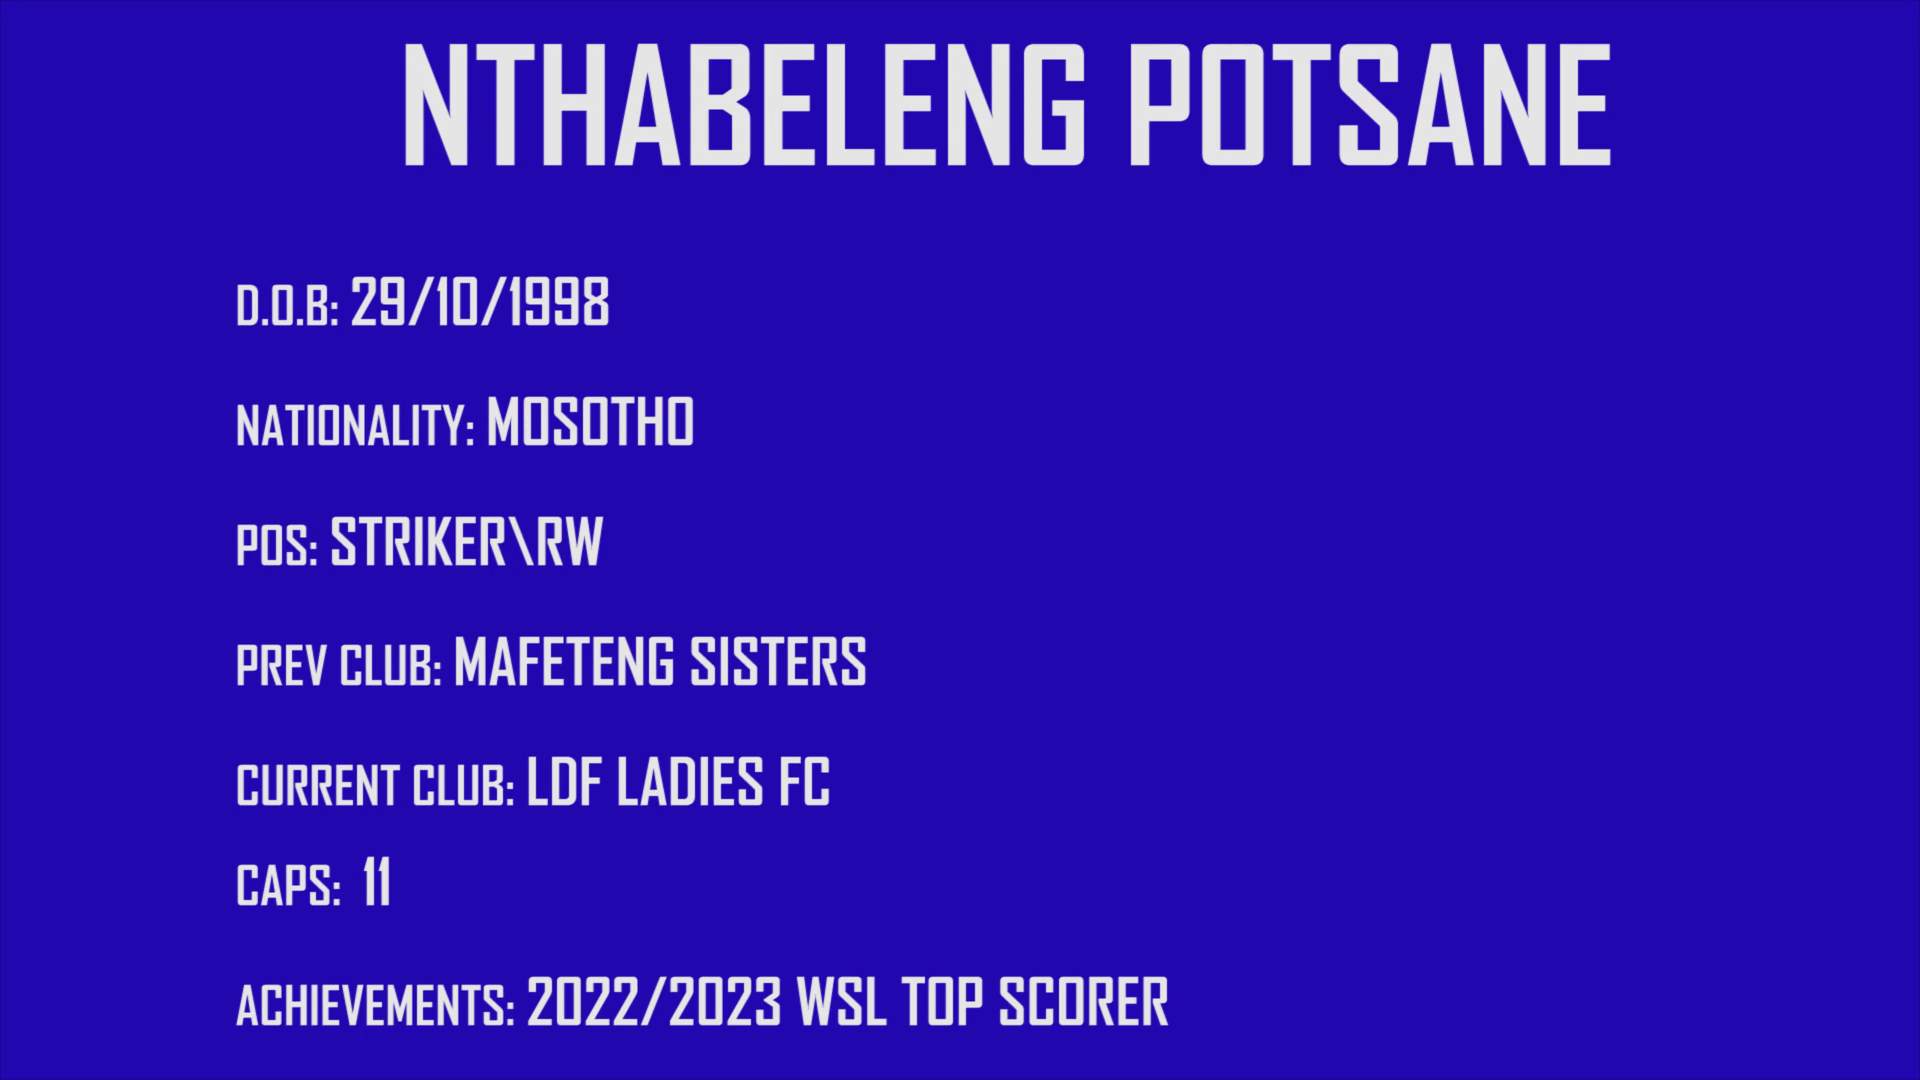 NTHABELENG POTSANE
D.O.B: 29/10/1998
NATIONALITY: MOSOTHO
POS: STRIKER\RW
PREV CLUB: MAFETENG SISTERS
CURRENT CLUB: LDF LADIES FC
CAPS: 11
ACHIEVEMENTS: 2022/2023 WSL TOP SCORER